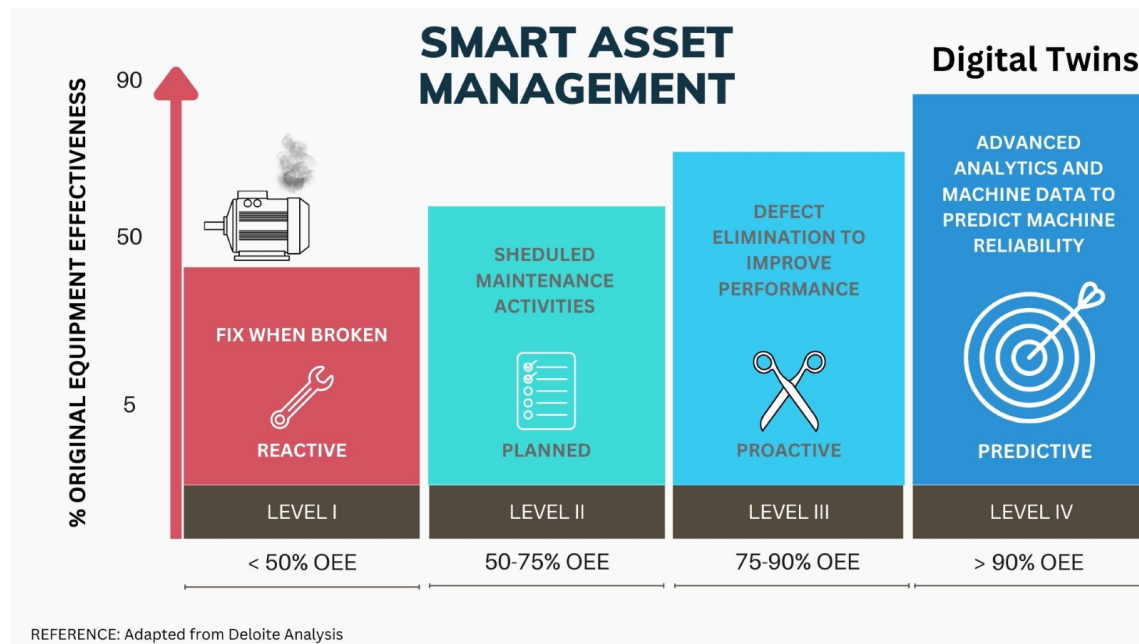 SMART ASSET
MANAGEMENT
Digital Twins
% ORIGINAL EQUIPMENT EFFECTIVENESS
90
50
5
FIX WHEN BROKEN
REACTIVE
SHEDULED
MAINTENANCE
ACTIVITIES
PLANNED
DEFECT
ELIMINATION TO
IMPROVE
PERFORMANCE
PROACTIVE
ADVANCED
ANALYTICS AND
MACHINE DATA TO
PREDICT MACHINE
RELIABILITY
PREDICTIVE
LEVEL I
LEVEL II
LEVEL III
LEVEL IV
< 50% OEE
50-75% OEE
75-90% OEE
> 90% OEE
REFERENCE: Adapted from Deloite Analysis